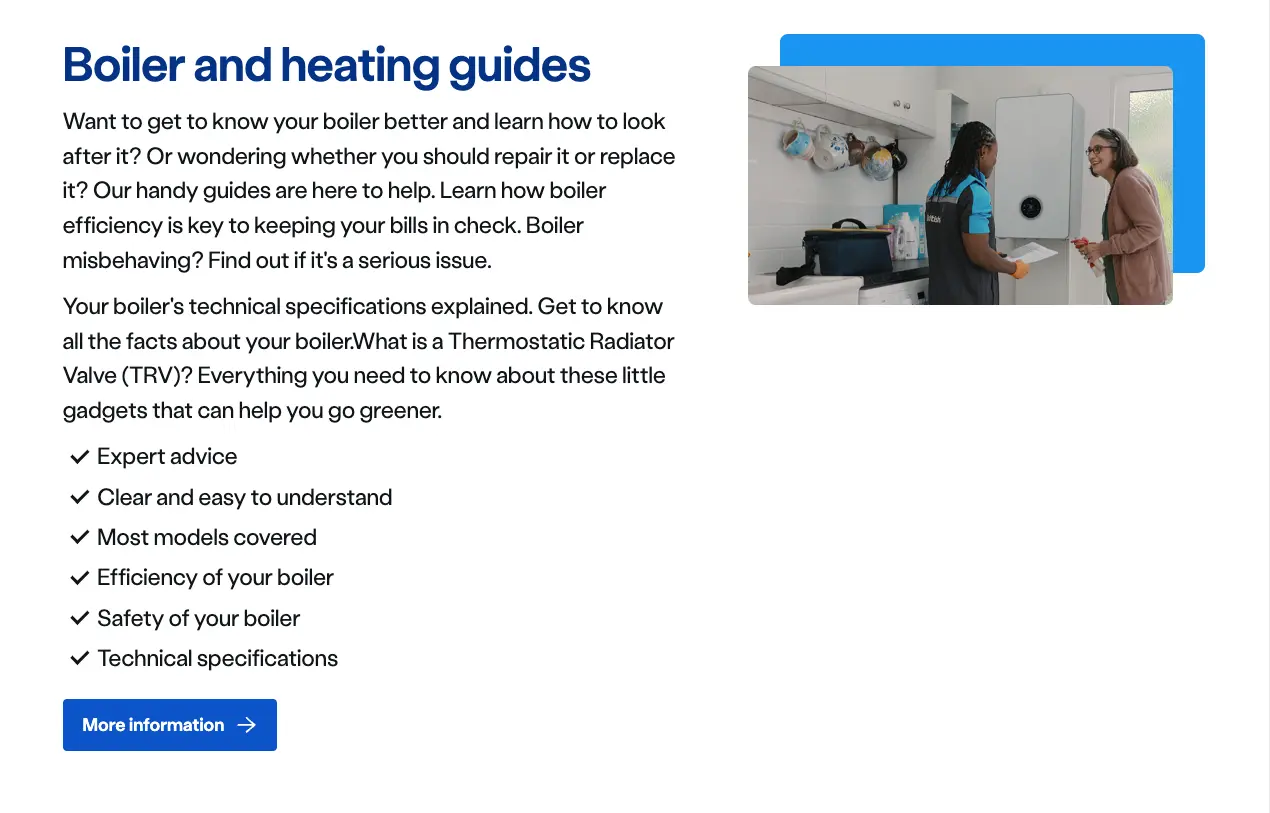 Boiler and heating guides
Want to get to know your boiler better and learn how to look
after it? Or wondering whether you should repair it or replace
it? Our handy guides are here to help. Learn how boiler
efficiency is key to keeping your bills in check. Boiler
misbehaving? Find out if it's a serious issue.
Your boiler's technical specifications explained. Get to know
all the facts about your boiler.What is a Thermostatic Radiator
Valve (TRV)? Everything you need to know about these little
gadgets that can help you go greener.
Expert advice
Clear and easy to understand
Most models covered
Efficiency of your boiler
Safety of your boiler
Technical specifications
More information